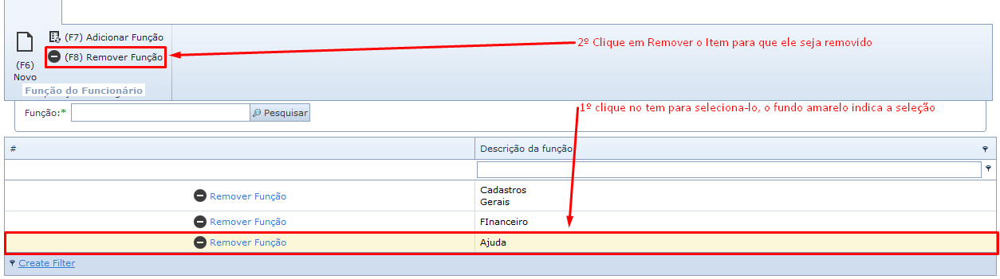 (F7) Adicionar Função
2º Clique em Remover o Item para que ele seja removido
(F8) Remover Função
(F6)
Novo
Função do Funcionário
1º clique no tem para seleciona-lo, o fundo amarelo indica a seleção
Função:* Pesquisar
# Descrição da função
Remover Função Cadastros
Gerais
Remover Função FInanceiro
Remover Função Ajuda
Create Filter